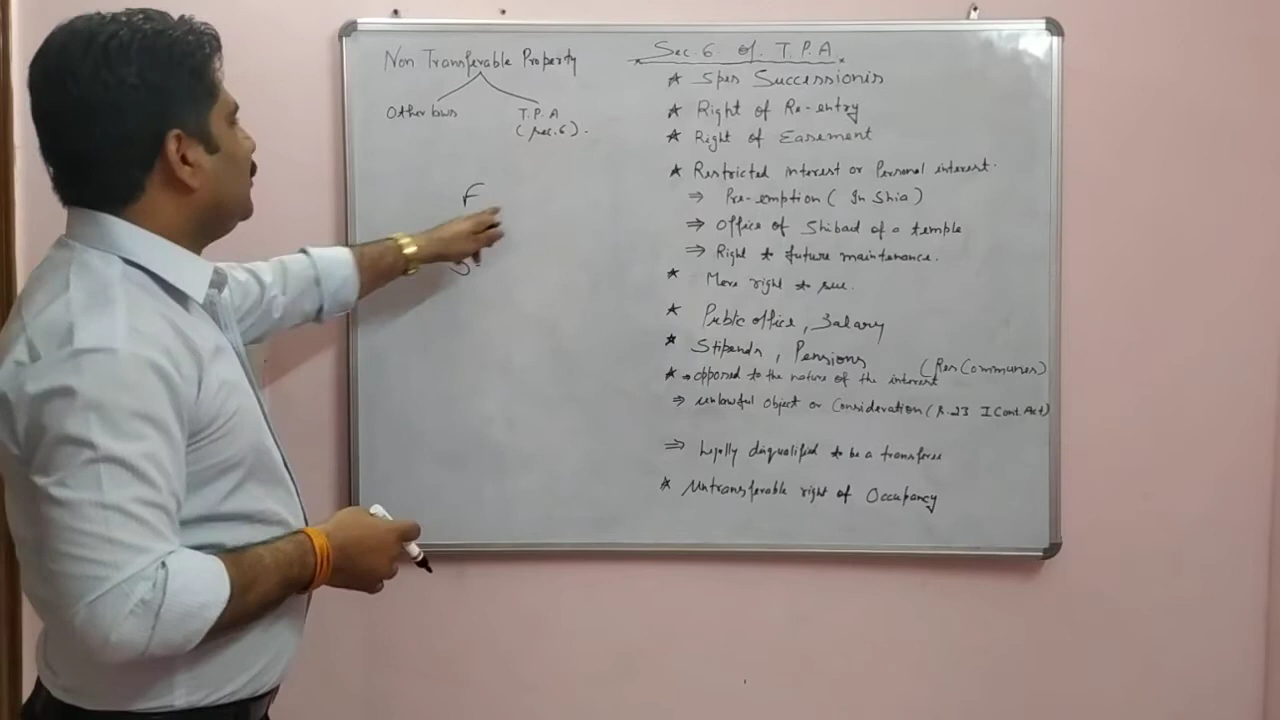 Non Transferable Property
Other laws
T.P.A
(sec.6).
F
S.
Sec. 6 of T.P.A.
★ Spes Successionis
★ Right of Re-entry
★ Right of Easement
★ Restricted interest or Personal interest.
⇒ Pre-emption ( In Shia )
⇒ Office of Shibad of a temple
⇒ Right to future maintenance.
★ Mere right to sue.
★ Public office, Salary
★ Stipends, Pensions
★ → opposed to the nature of the interest (Res Communes)
⇒ unlawful Object or Consideration (s.23 I Cont. Act)
⇒ Legally disqualified to be a transferee
★ Untransferable right of Occupancy